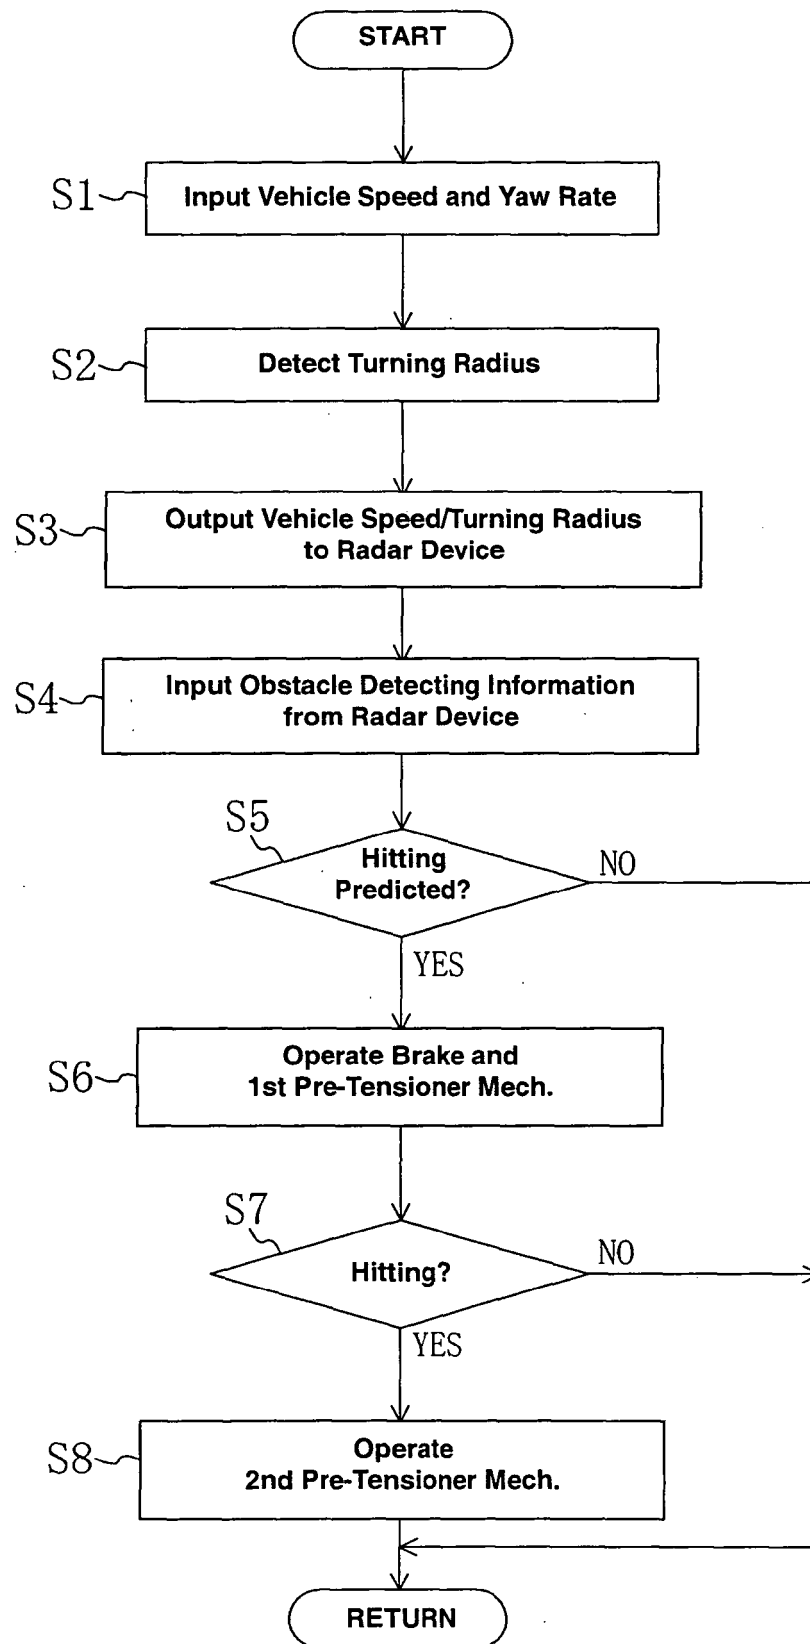 START
S1
Input Vehicle Speed and Yaw Rate
S2
Detect Turning Radius
S3
Output Vehicle Speed/Turning Radius
to Radar Device
S4
Input Obstacle Detecting Information
from Radar Device
S5
Hitting
Predicted?
NO
YES
S6
Operate Brake and
1st Pre-Tensioner Mech.
S7
Hitting?
NO
YES
S8
Operate
2nd Pre-Tensioner Mech.
RETURN